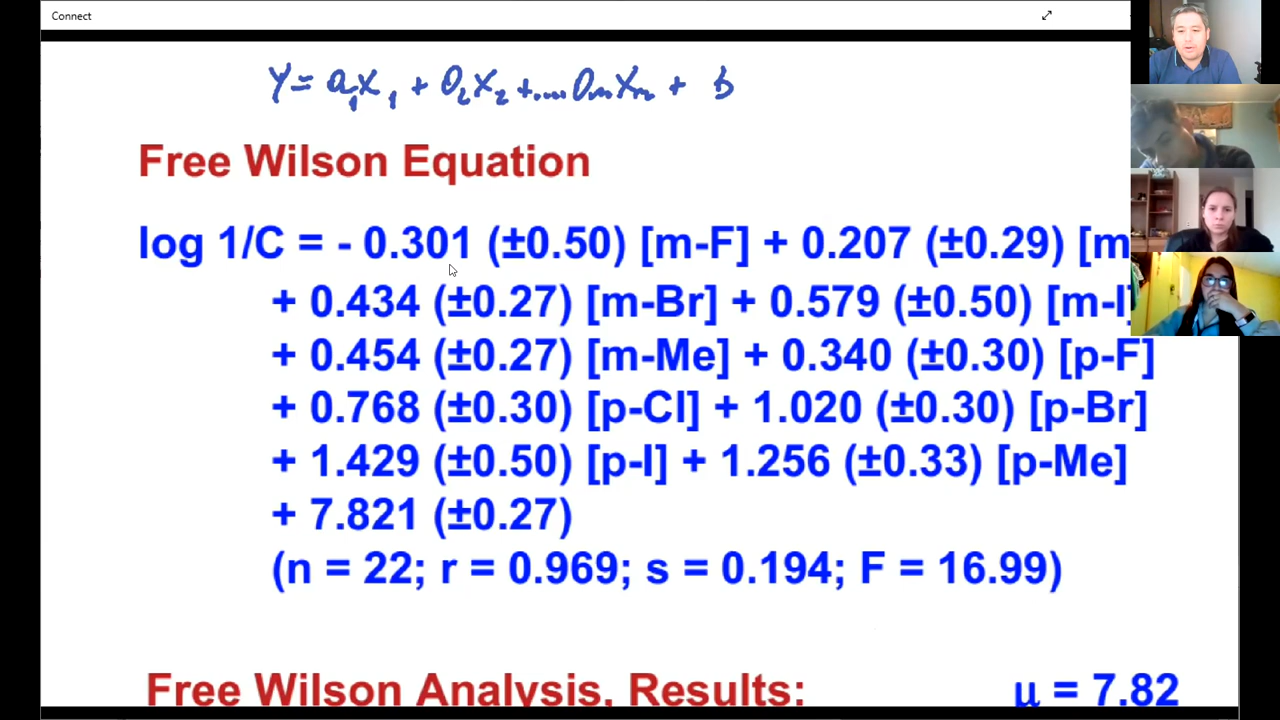 Connect
Y = a₁X₁ + a₂X₂ + .... aₘXₘ + b
Free Wilson Equation
log 1/C = - 0.301 (±0.50) [m-F] + 0.207 (±0.29) [m
+ 0.434 (±0.27) [m-Br] + 0.579 (±0.50) [m-I]
+ 0.454 (±0.27) [m-Me] + 0.340 (±0.30) [p-F]
+ 0.768 (±0.30) [p-Cl] + 1.020 (±0.30) [p-Br]
+ 1.429 (±0.50) [p-I] + 1.256 (±0.33) [p-Me]
+ 7.821 (±0.27)
(n = 22; r = 0.969; s = 0.194; F = 16.99)
Free Wilson Analysis, Results: μ = 7.82